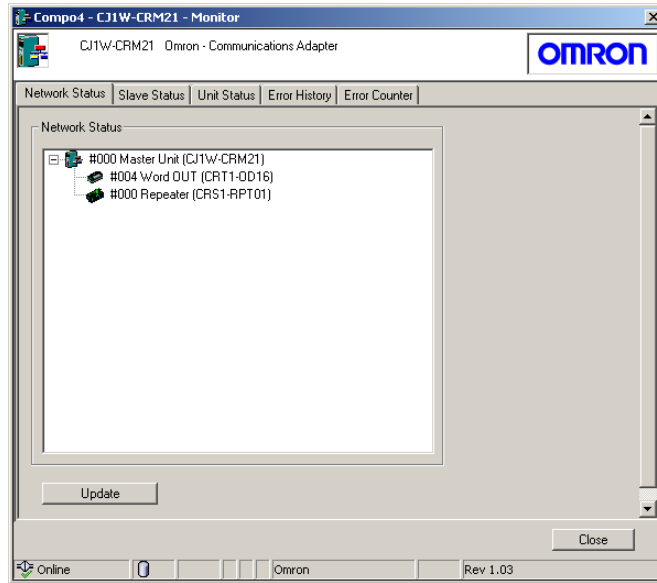 Compo4 - CJ1W-CRM21 - Monitor
CJ1W-CRM21 Omron - Communications Adapter
OMRON
Network Status Slave Status Unit Status Error History Error Counter
Network Status
#000 Master Unit (CJ1W-CRM21)
#004 Word OUT (CRT1-OD16)
#000 Repeater (CRS1-RPT01)
Update
Close
Online Omron Rev 1.03